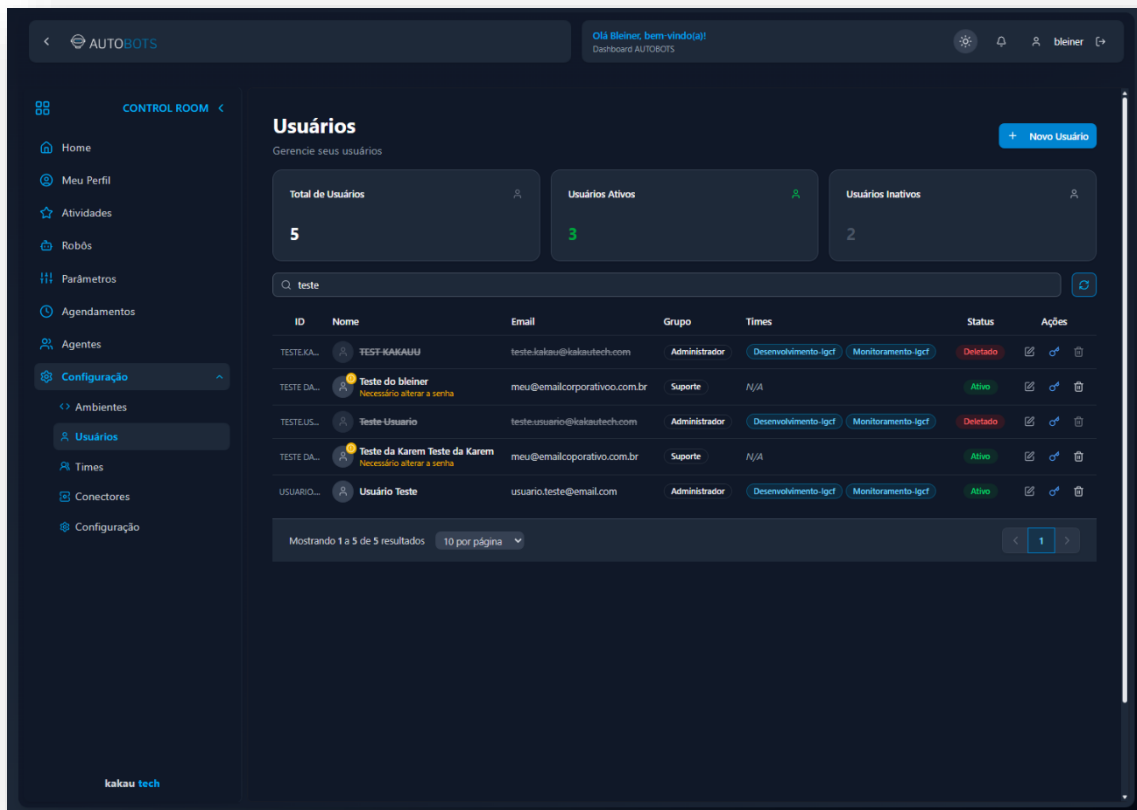 AUTOBOTS
Olá Bleiner, bem-vindo(a)!
Dashboard AUTOBOTS
bleiner
CONTROL ROOM
Home
Meu Perfil
Atividades
Robôs
Parâmetros
Agendamentos
Agentes
Configuração
Ambientes
Usuários
Times
Conectores
Configuração
kakau tech
Usuários
Gerencie seus usuários
+ Novo Usuário
Total de Usuários
5
Usuários Ativos
3
Usuários Inativos
2
teste
ID Nome Email Grupo Times Status Ações
TESTE.KA... TEST KAKAUU teste.kakau@kakautech.com Administrador Desenvolvimento-lgcf Monitoramento-lgcf Deletado
TESTE DA... Teste do bleiner meu@emailcorporativoo.com.br Suporte N/A Ativo
Necessário alterar a senha
TESTE.US... Teste Usuario teste.usuario@kakautech.com Administrador Desenvolvimento-lgcf Monitoramento-lgcf Deletado
TESTE DA... Teste da Karem Teste da Karem meu@emailcoporativo.com.br Suporte N/A Ativo
Necessário alterar a senha
USUARIO... Usuário Teste usuario.teste@email.com Administrador Desenvolvimento-lgcf Monitoramento-lgcf Ativo
Mostrando 1 a 5 de 5 resultados 10 por página 1